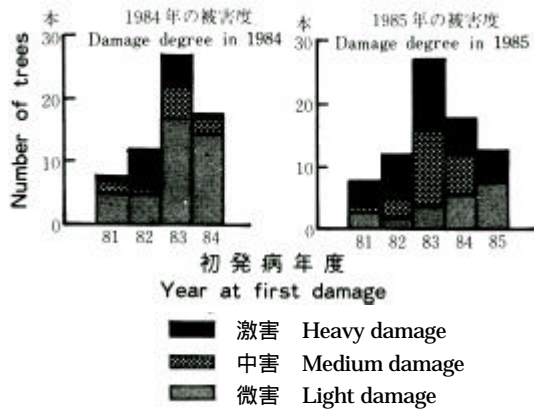 1984年の被害度
Damage degree in 1984
本
30
20
10
0
81 82 83 84
Number of trees
1985年の被害度
Damage degree in 1985
本
30
20
10
0
81 82 83 84 85
初発病年度
Year at first damage
激害 Heavy damage
中害 Medium damage
微害 Light damage